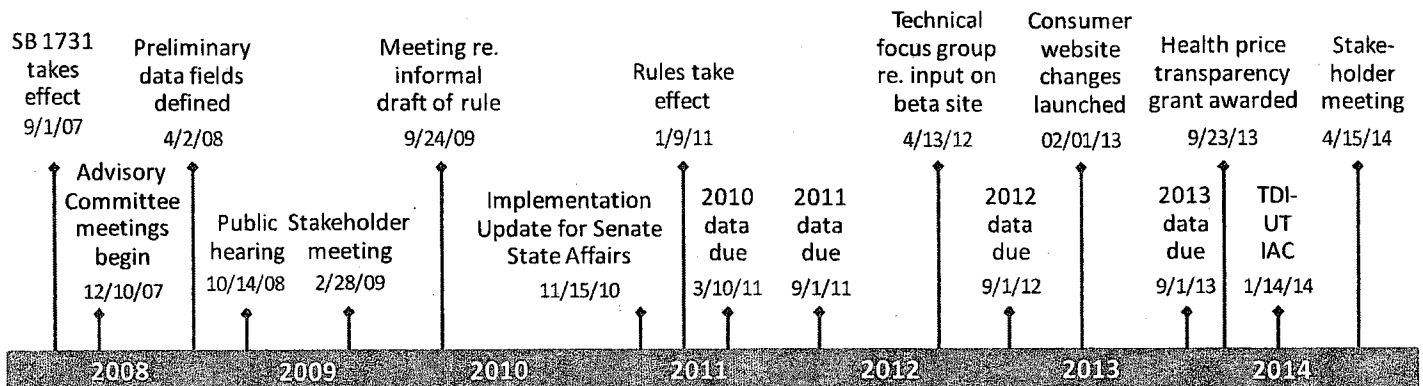 SB 1731
takes
effect
9/1/07
Advisory
Committee
meetings
begin
12/10/07
Preliminary
data fields
defined
4/2/08
Public
hearing
10/14/08
Stakeholder
meeting
2/28/09
Meeting re.
informal
draft of rule
9/24/09
Implementation
Update for Senate
State Affairs
11/15/10
Rules take
effect
1/9/11
2010
data
due
3/10/11
2011
data
due
9/1/11
Technical
focus group
re. input on
beta site
4/13/12
2012
data
due
9/1/12
Consumer
website
changes
launched
02/01/13
2013
data
due
9/1/13
Health price
transparency
grant awarded
9/23/13
TDI-
UT
IAC
1/14/14
Stake-
holder
meeting
4/15/14
2008 2009 2010 2011 2012 2013 2014